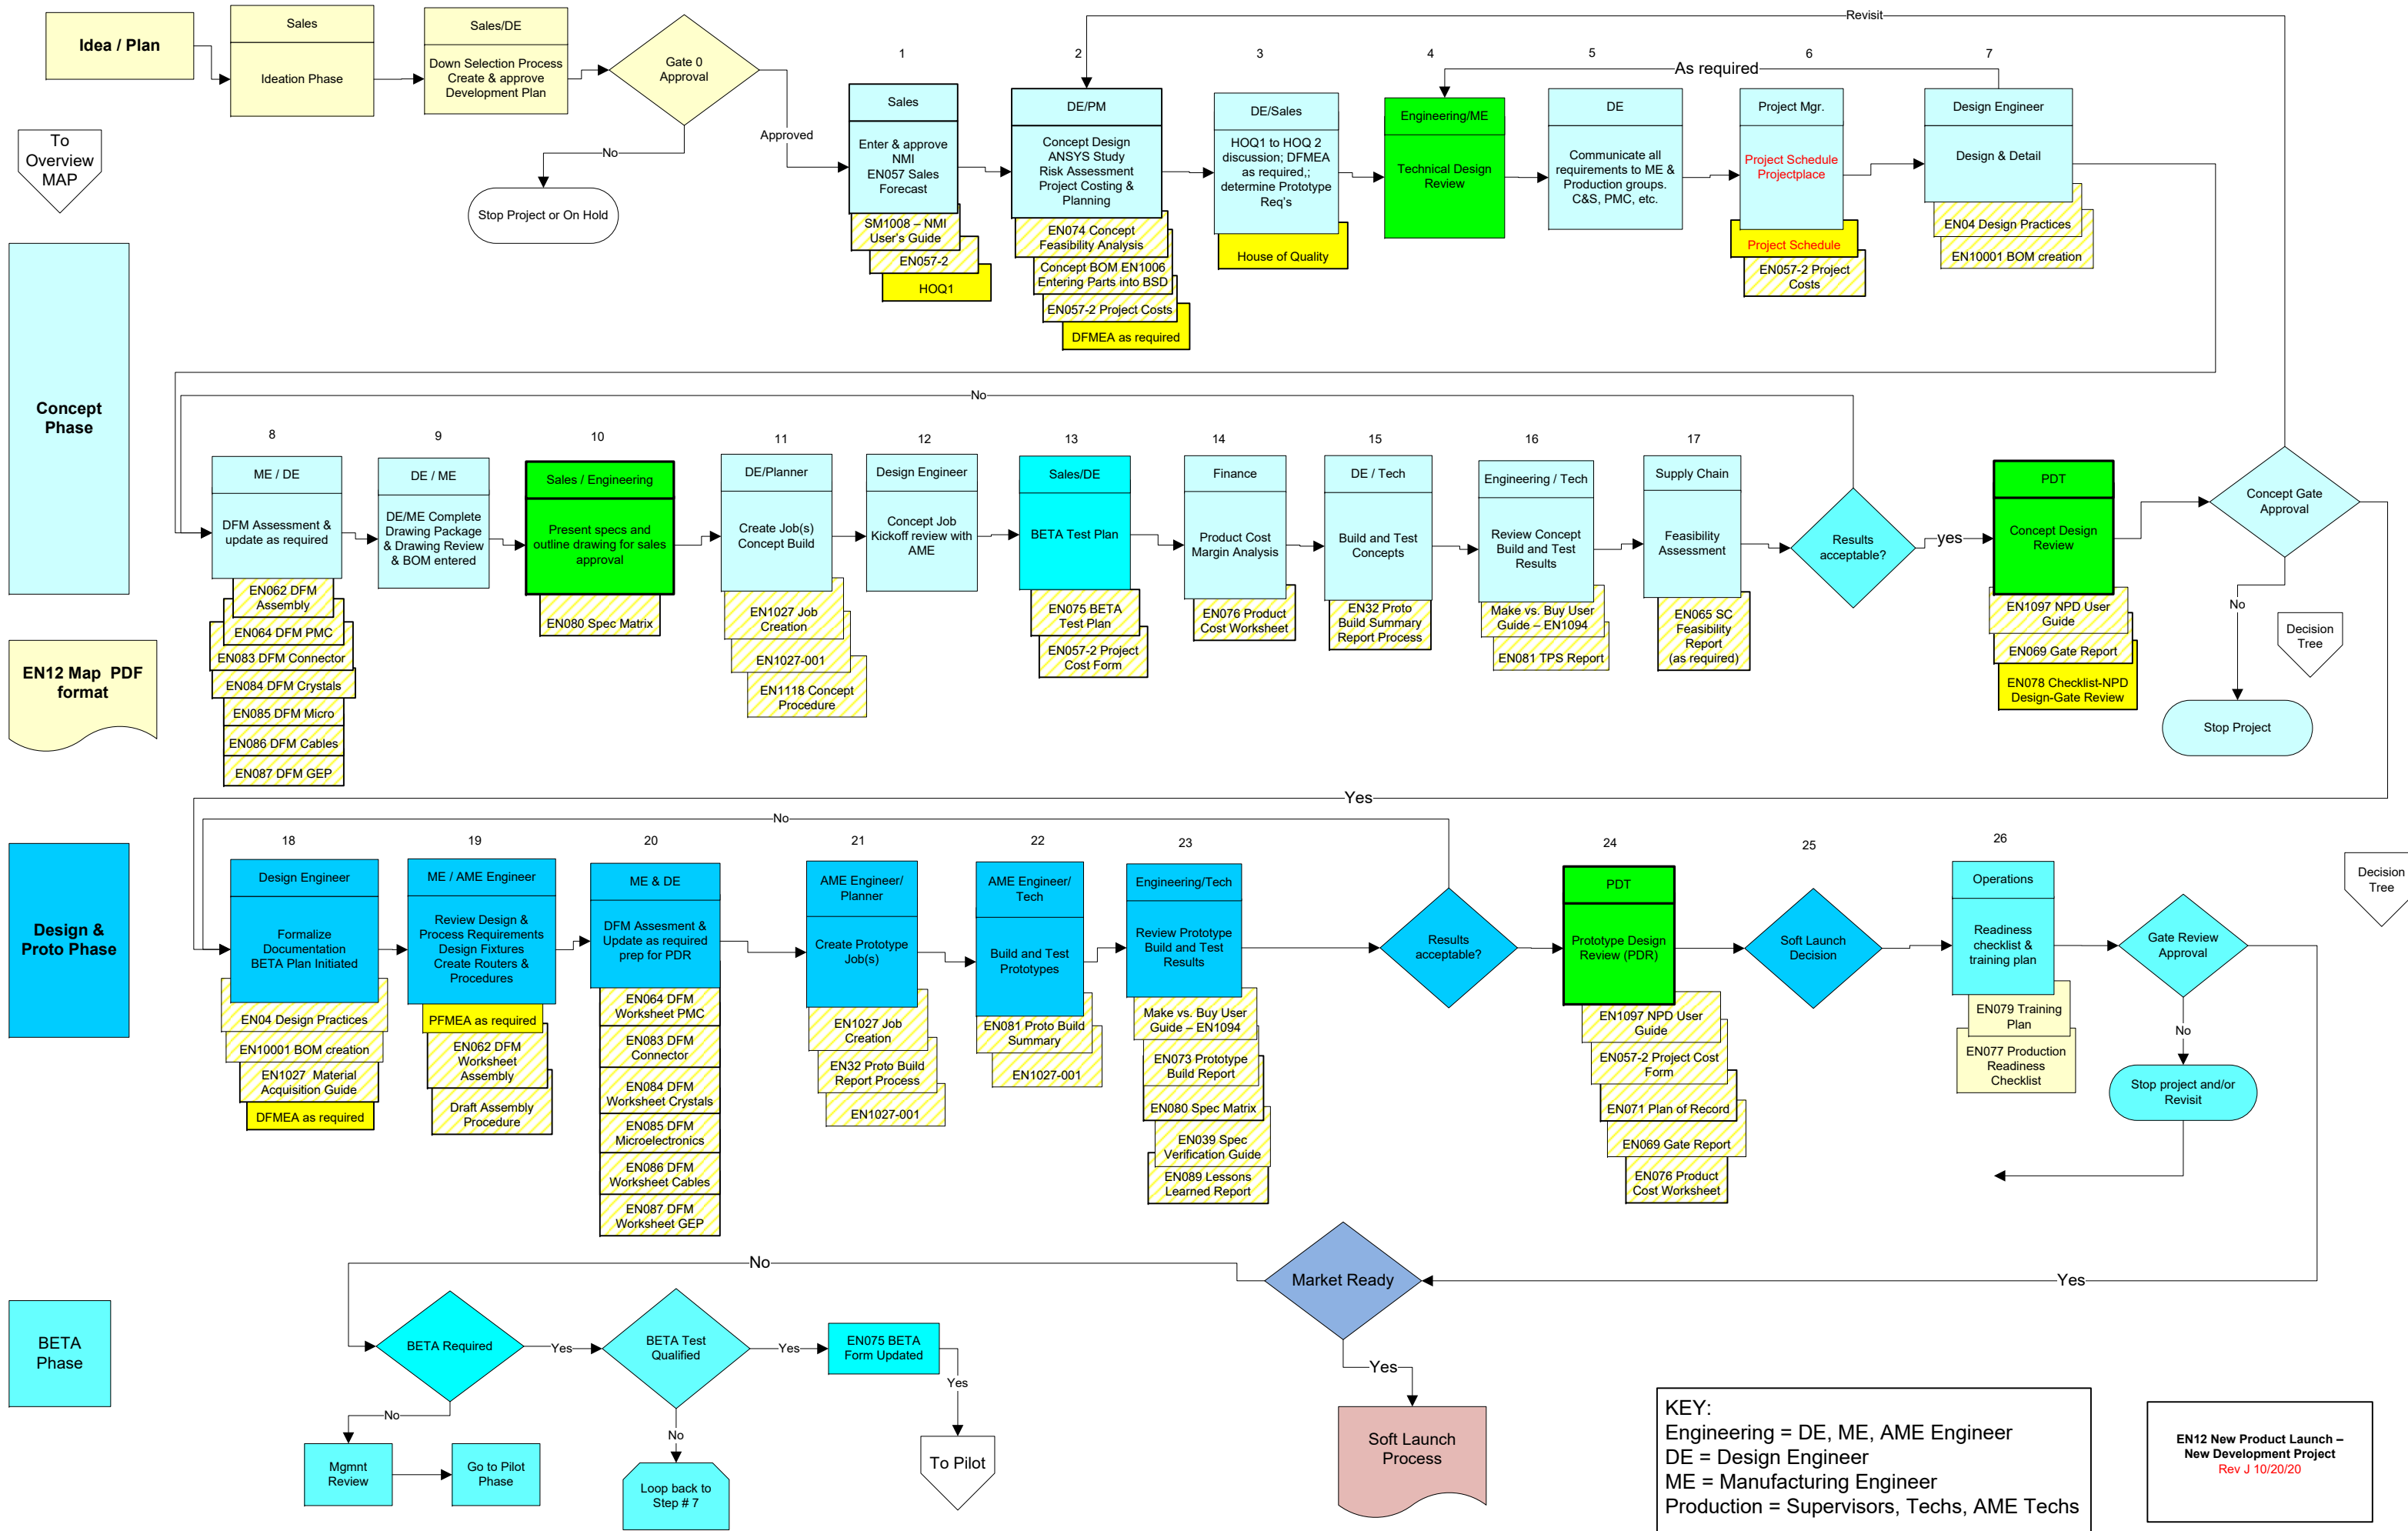 Idea / Plan
Sales
Ideation Phase
Sales/DE
Down Selection Process
Create & approve
Development Plan
Gate 0
Approval
No
Stop Project or On Hold
Approved
To
Overview
MAP
Revisit
As required
1
Sales
Enter & approve
NMI
EN057 Sales
Forecast
SM1008 – NMI
User's Guide
EN057-2
HOQ1
2
DE/PM
Concept Design
ANSYS Study
Risk Assessment
Project Costing &
Planning
EN074 Concept
Feasibility Analysis
Concept BOM EN1006
Entering Parts into BSD
EN057-2 Project Costs
DFMEA as required
3
DE/Sales
HOQ1 to HOQ 2
discussion; DFMEA
as required,;
determine Prototype
Req's
House of Quality
4
Engineering/ME
Technical Design
Review
5
DE
Communicate all
requirements to ME &
Production groups.
C&S, PMC, etc.
6
Project Mgr.
Project Schedule
Projectplace
Project Schedule
EN057-2 Project
Costs
7
Design Engineer
Design & Detail
EN04 Design Practices
EN10001 BOM creation
Concept
Phase
No
8
ME / DE
DFM Assessment &
update as required
EN062 DFM
Assembly
EN064 DFM PMC
EN083 DFM Connector
EN084 DFM Crystals
EN085 DFM Micro
EN086 DFM Cables
EN087 DFM GEP
9
DE / ME
DE/ME Complete
Drawing Package
& Drawing Review
& BOM entered
10
Sales / Engineering
Present specs and
outline drawing for sales
approval
EN080 Spec Matrix
11
DE/Planner
Create Job(s)
Concept Build
EN1027 Job
Creation
EN1027-001
EN1118 Concept
Procedure
12
Design Engineer
Concept Job
Kickoff review with
AME
13
Sales/DE
BETA Test Plan
EN075 BETA
Test Plan
EN057-2 Project
Cost Form
14
Finance
Product Cost
Margin Analysis
EN076 Product
Cost Worksheet
15
DE / Tech
Build and Test
Concepts
EN32 Proto
Build Summary
Report Process
16
Engineering / Tech
Review Concept
Build and Test
Results
Make vs. Buy User
Guide – EN1094
EN081 TPS Report
17
Supply Chain
Feasibility
Assessment
EN065 SC
Feasibility
Report
(as required)
Results
acceptable?
yes
PDT
Concept Design
Review
EN1097 NPD User
Guide
EN069 Gate Report
EN078 Checklist-NPD
Design-Gate Review
Concept Gate
Approval
No
Stop Project
Decision
Tree
EN12 Map PDF
format
Yes
No
Design &
Proto Phase
18
Design Engineer
Formalize
Documentation
BETA Plan Initiated
EN04 Design Practices
EN10001 BOM creation
EN1027 Material
Acquisition Guide
DFMEA as required
19
ME / AME Engineer
Review Design &
Process Requirements
Design Fixtures
Create Routers &
Procedures
PFMEA as required
EN062 DFM
Worksheet
Assembly
Draft Assembly
Procedure
20
ME & DE
DFM Assesment &
Update as required
prep for PDR
EN064 DFM
Worksheet PMC
EN083 DFM
Connector
EN084 DFM
Worksheet Crystals
EN085 DFM
Microelectronics
EN086 DFM
Worksheet Cables
EN087 DFM
Worksheet GEP
21
AME Engineer/
Planner
Create Prototype
Job(s)
EN1027 Job
Creation
EN32 Proto Build
Report Process
EN1027-001
22
AME Engineer/
Tech
Build and Test
Prototypes
EN081 Proto Build
Summary
EN1027-001
23
Engineering/Tech
Review Prototype
Build and Test
Results
Make vs. Buy User
Guide – EN1094
EN073 Prototype
Build Report
EN080 Spec Matrix
EN039 Spec
Verification Guide
EN089 Lessons
Learned Report
Results
acceptable?
24
PDT
Prototype Design
Review (PDR)
EN1097 NPD User
Guide
EN057-2 Project Cost
Form
EN071 Plan of Record
EN069 Gate Report
EN076 Product
Cost Worksheet
25
Soft Launch
Decision
26
Operations
Readiness
checklist &
training plan
EN079 Training
Plan
EN077 Production
Readiness
Checklist
Gate Review
Approval
No
Stop project and/or
Revisit
Decision
Tree
Yes
Market Ready
No
Yes
Soft Launch
Process
BETA
Phase
BETA Required
Yes
BETA Test
Qualified
Yes
EN075 BETA
Form Updated
Yes
To Pilot
No
Mgmnt
Review
Go to Pilot
Phase
No
Loop back to
Step # 7
KEY:
Engineering = DE, ME, AME Engineer
DE = Design Engineer
ME = Manufacturing Engineer
Production = Supervisors, Techs, AME Techs
EN12 New Product Launch –
New Development Project
Rev J 10/20/20